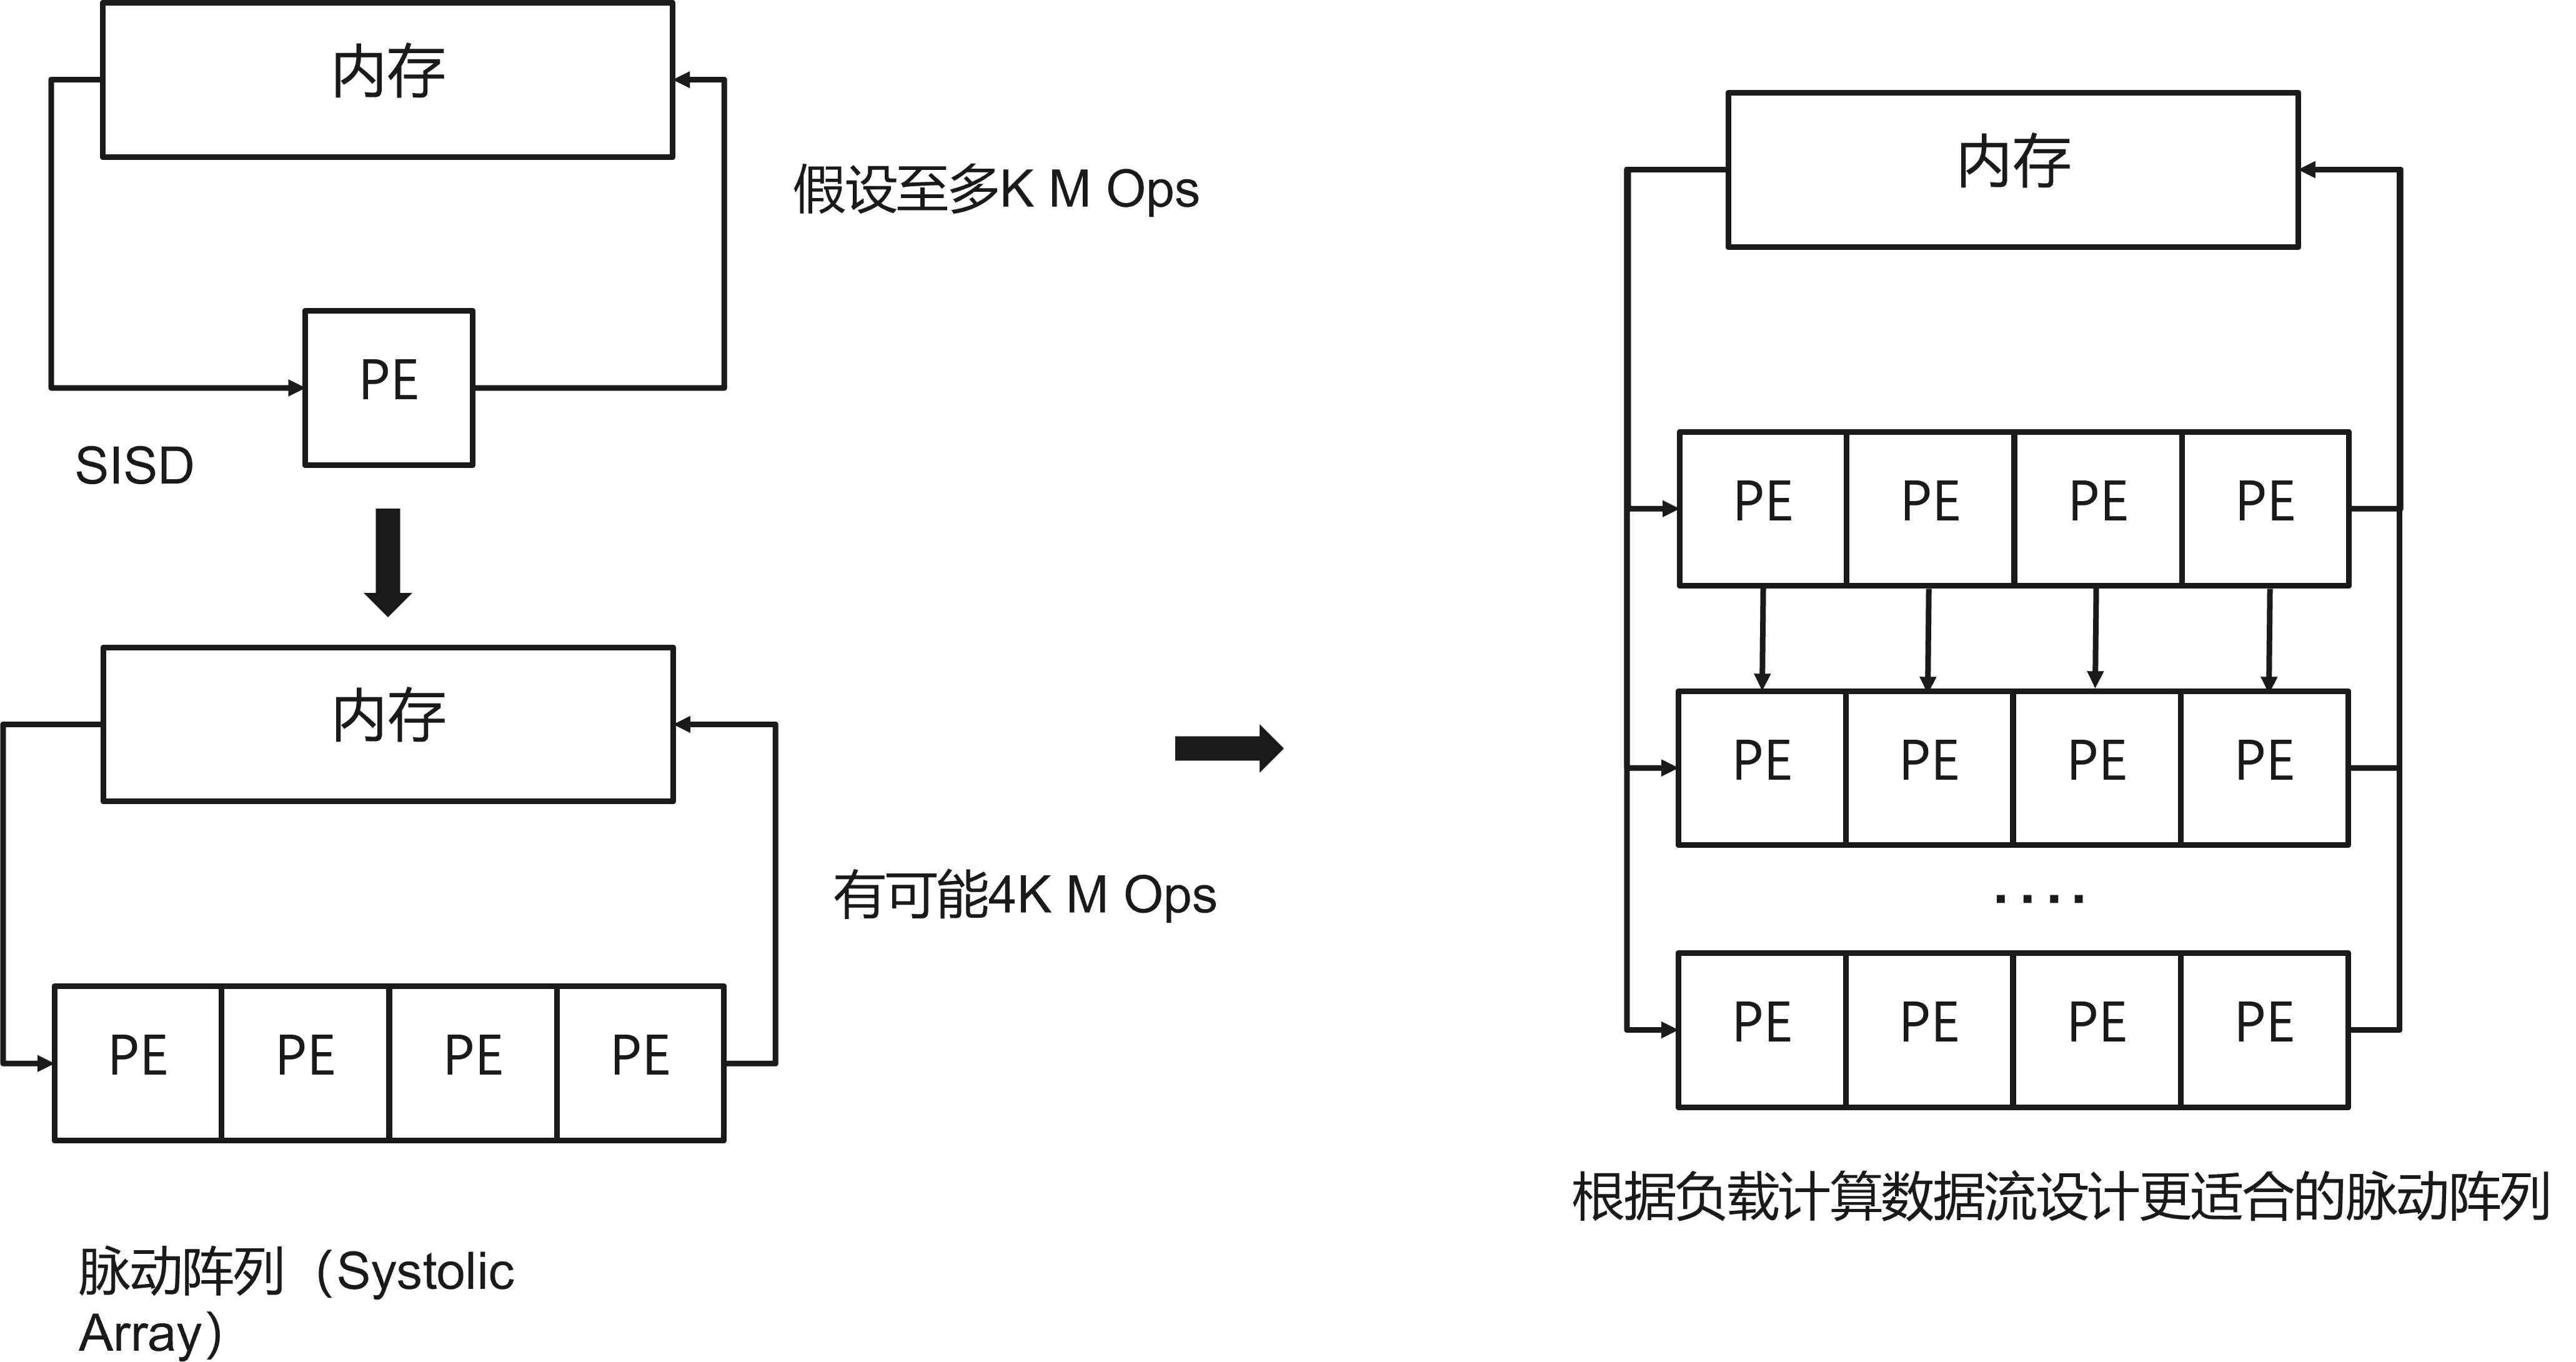 内存
假设至多K M Ops
PE
SISD
内存
有可能4K M Ops
PE PE PE PE
脉动阵列（Systolic
Array）
内存
PE PE PE PE
PE PE PE PE
....
PE PE PE PE
根据负载计算数据流设计更适合的脉动阵列